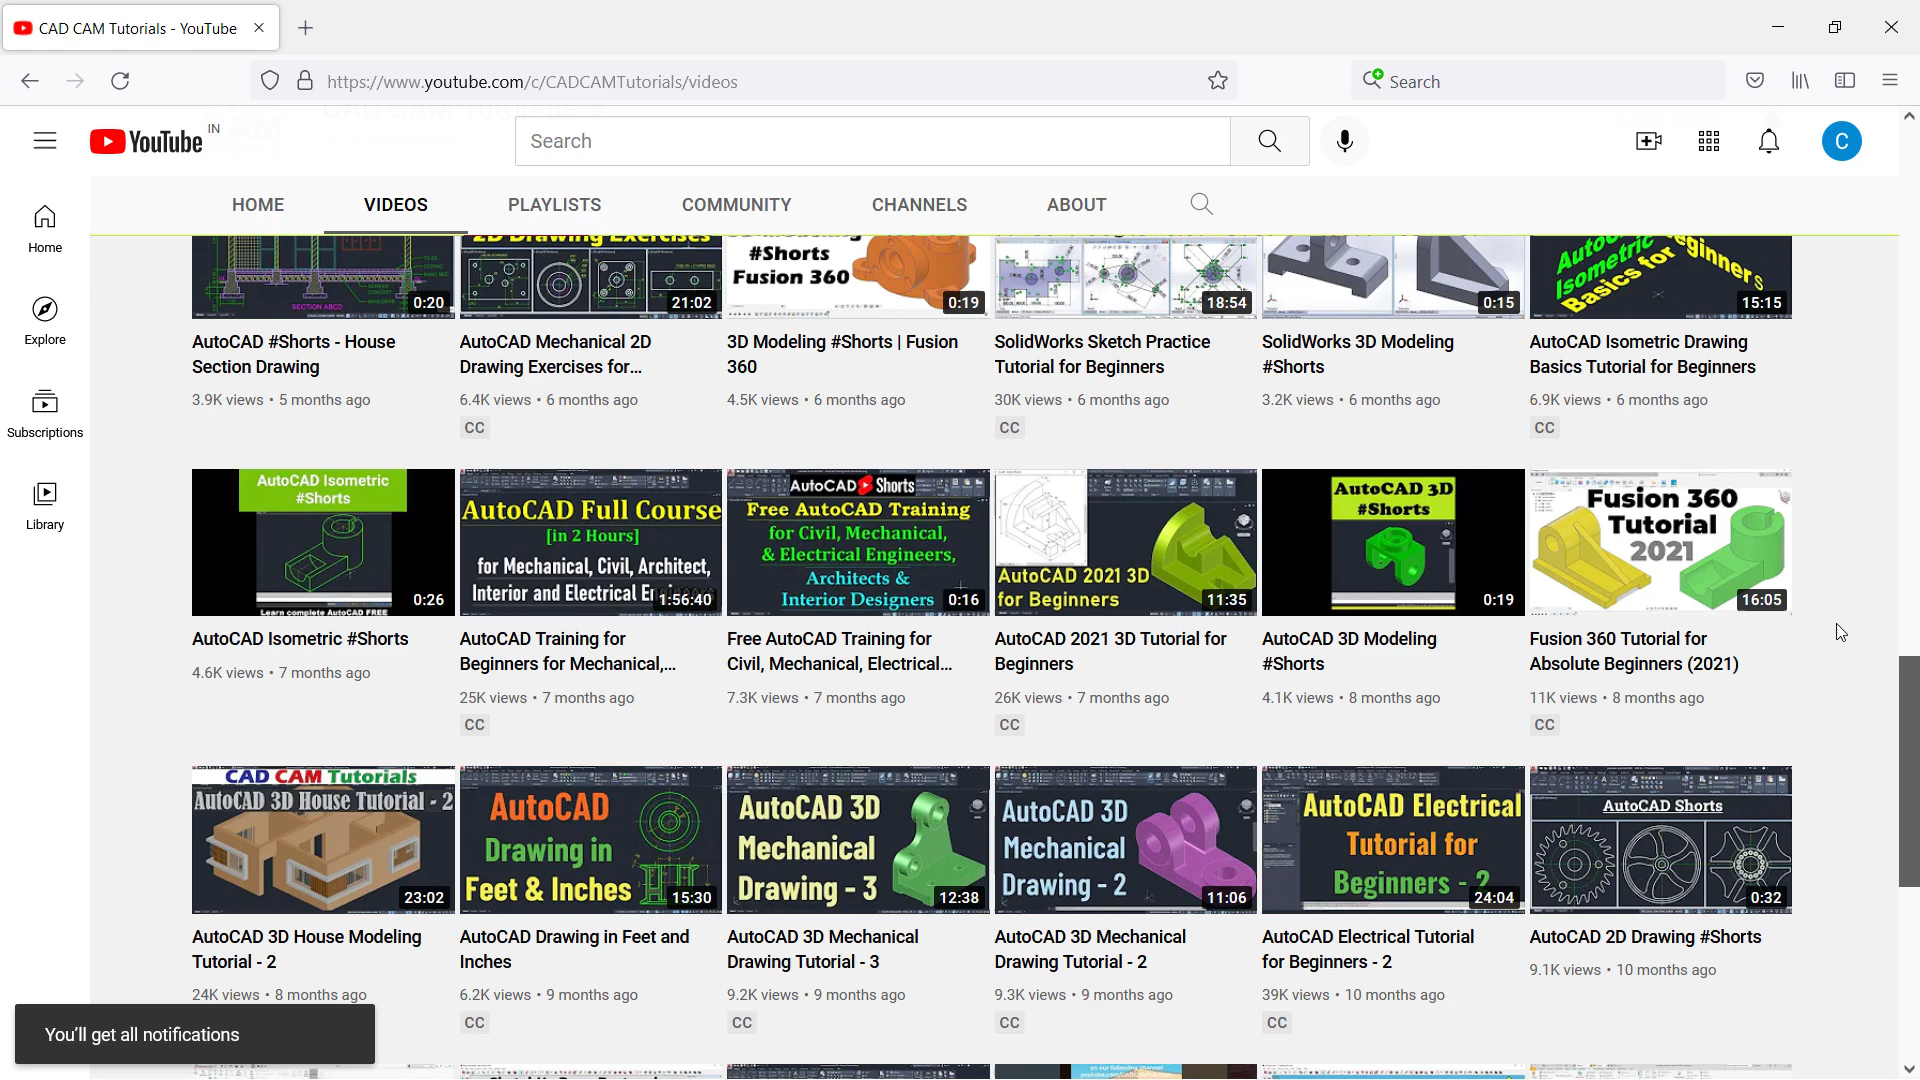 CAD CAM Tutorials - YouTube
https://www.youtube.com/c/CADCAMTutorials/videos
Search
YouTube IN
Search
C
HOME VIDEOS PLAYLISTS COMMUNITY CHANNELS ABOUT
Home
Explore
Subscriptions
Library
SECTION ABCD
0:20
2D Drawing Exercises
21:02
#Shorts
Fusion 360
0:19
18:54
0:15
Isometric
Basics for
15:15
AutoCAD #Shorts - House
Section Drawing
3.9K views • 5 months ago
AutoCAD Mechanical 2D
Drawing Exercises for...
6.4K views • 6 months ago
CC
3D Modeling #Shorts | Fusion
360
4.5K views • 6 months ago
SolidWorks Sketch Practice
Tutorial for Beginners
30K views • 6 months ago
CC
SolidWorks 3D Modeling
#Shorts
3.2K views • 6 months ago
AutoCAD Isometric Drawing
Basics Tutorial for Beginners
6.9K views • 6 months ago
CC
AutoCAD Isometric
#Shorts
Learn complete AutoCAD FREE
0:26
AutoCAD Isometric #Shorts
4.6K views • 7 months ago
AutoCAD Full Course
[in 2 Hours]
for Mechanical, Civil, Architect,
Interior and Electrical
1:56:40
AutoCAD Training for
Beginners for Mechanical,...
25K views • 7 months ago
CC
AutoCAD Shorts
Free AutoCAD Training
for Civil, Mechanical,
& Electrical Engineers,
Architects &
Interior Designers
0:16
Free AutoCAD Training for
Civil, Mechanical, Electrical...
7.3K views • 7 months ago
AutoCAD 2021 3D
for Beginners
11:35
AutoCAD 2021 3D Tutorial for
Beginners
26K views • 7 months ago
CC
AutoCAD 3D
#Shorts
0:19
AutoCAD 3D Modeling
#Shorts
4.1K views • 8 months ago
Fusion 360
Tutorial
2021
16:05
Fusion 360 Tutorial for
Absolute Beginners (2021)
11K views • 8 months ago
CC
CAD CAM Tutorials
AutoCAD 3D House Tutorial - 2
23:02
AutoCAD 3D House Modeling
Tutorial - 2
24K views • 8 months ago
AutoCAD
Drawing in
Feet & Inches
15:30
AutoCAD Drawing in Feet and
Inches
6.2K views • 9 months ago
CC
AutoCAD 3D
Mechanical
Drawing - 3
12:38
AutoCAD 3D Mechanical
Drawing Tutorial - 3
9.2K views • 9 months ago
CC
AutoCAD 3D
Mechanical
Drawing - 2
11:06
AutoCAD 3D Mechanical
Drawing Tutorial - 2
9.3K views • 9 months ago
CC
AutoCAD Electrical
Tutorial for
Beginners - 2
24:04
AutoCAD Electrical Tutorial
for Beginners - 2
39K views • 10 months ago
CC
AutoCAD Shorts
0:32
AutoCAD 2D Drawing #Shorts
9.1K views • 10 months ago
You'll get all notifications